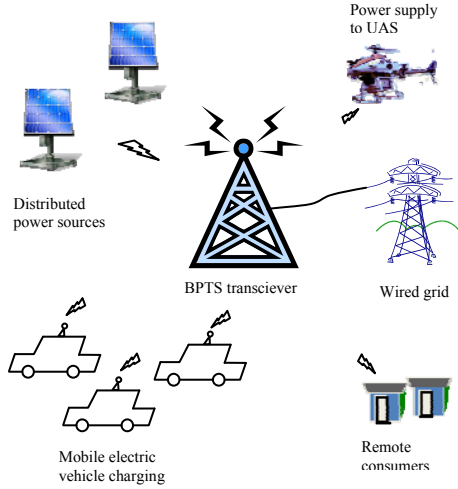 Power supply
to UAS
Distributed
power sources
BPTS transciever
Wired grid
Mobile electric
vehicle charging
Remote
consumers